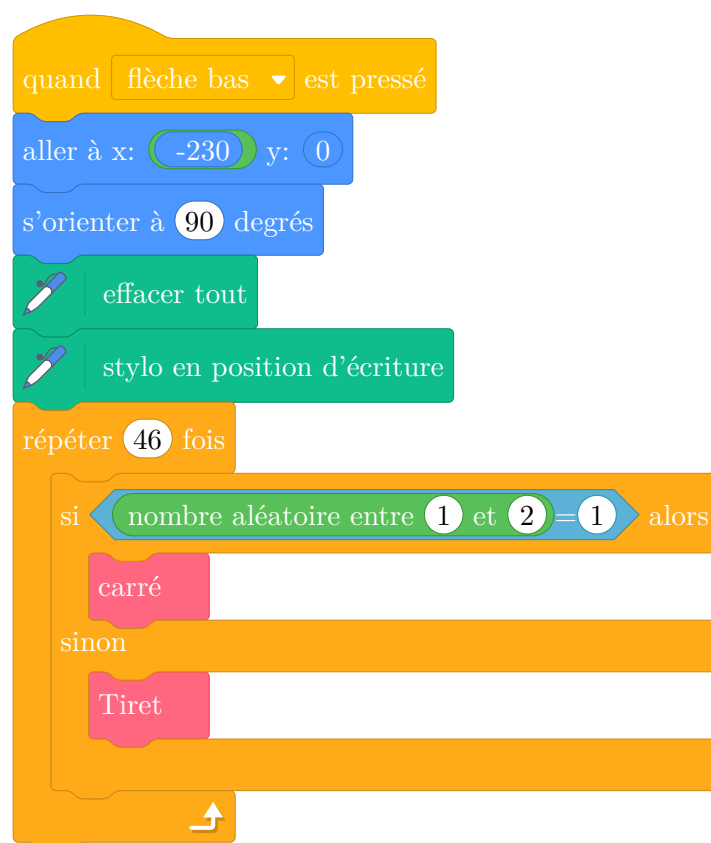 quand flèche bas est pressé
aller à x: -230 y: 0
s'orienter à 90 degrés
effacer tout
stylo en position d'écriture
répéter 46 fois
si nombre aléatoire entre 1 et 2 = 1 alors
carré
sinon
Tiret